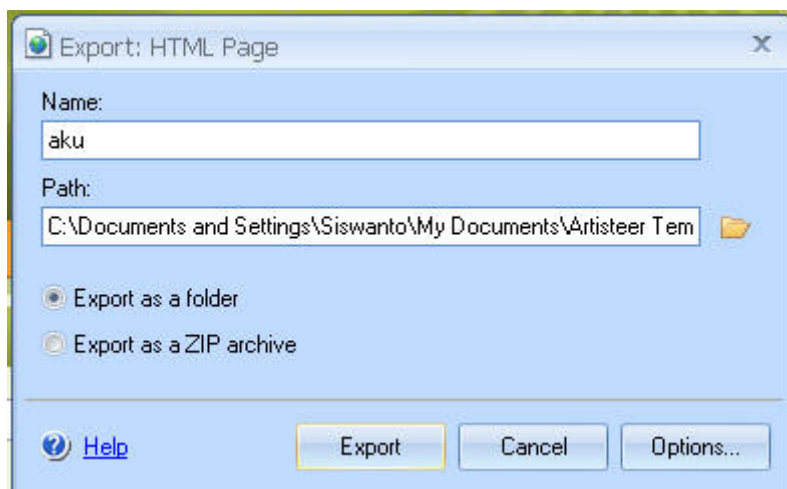 Export: HTML Page
Name:
aku
Path:
C:\Documents and Settings\Siswanto\My Documents\Artisteer Tem
Export as a folder
Export as a ZIP archive
Help
Export
Cancel
Options...